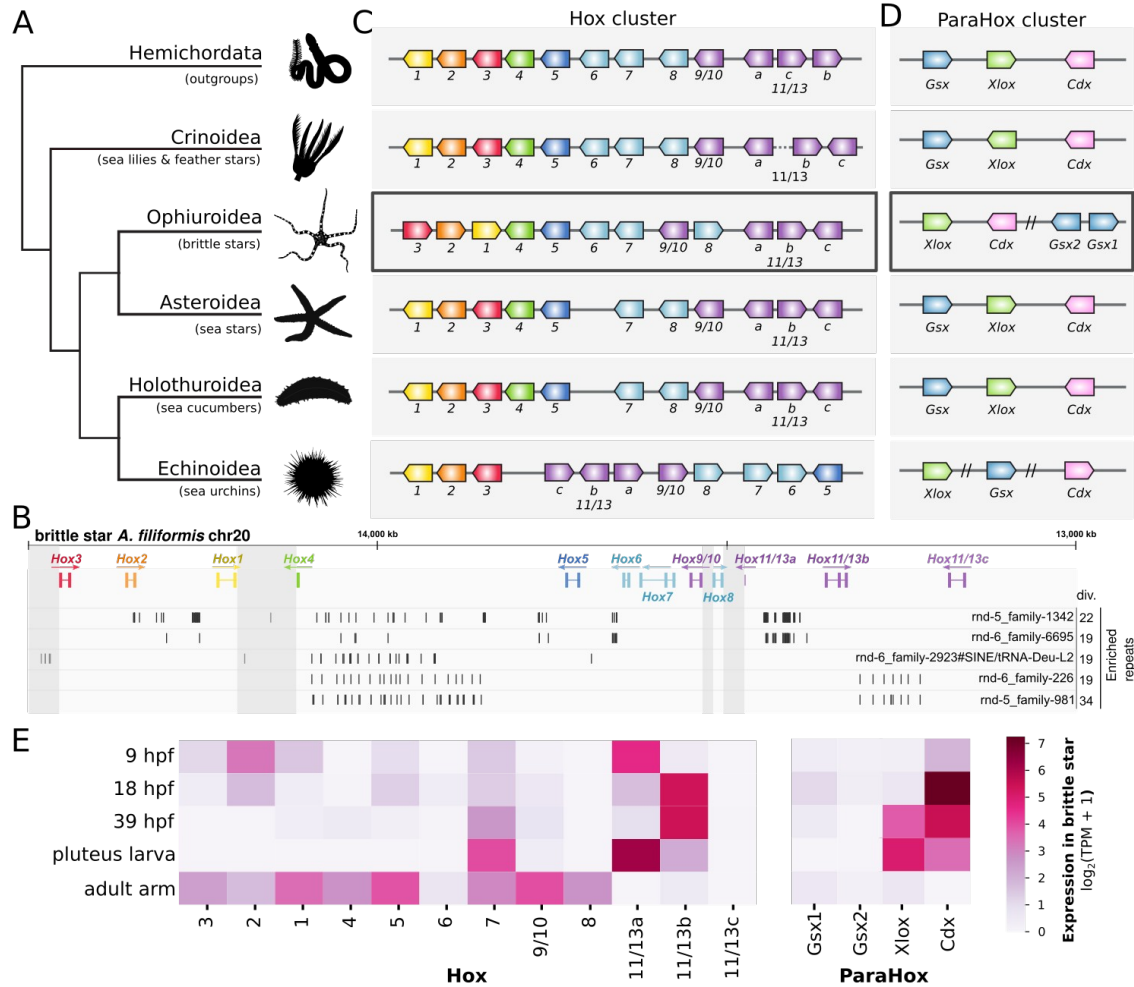 A
Hemichordata
(outgroups)
Crinoidea
(sea lilies & feather stars)
Ophiuroidea
(brittle stars)
Asteroidea
(sea stars)
Holothuroidea
(sea cucumbers)
Echinoidea
(sea urchins)
C
Hox cluster
1 2 3 4 5 6 7 8 9/10 a c b
11/13
1 2 3 4 5 6 7 8 9/10 a b c
11/13
3 2 1 4 5 6 7 9/10 8 a b c
11/13
1 2 3 4 5 7 8 9/10 a b c
11/13
1 2 3 4 5 7 8 9/10 a b c
11/13
1 2 3 c b a 9/10 8 7 6 5
11/13
D
ParaHox cluster
Gsx Xlox Cdx
Gsx Xlox Cdx
Xlox Cdx // Gsx2 Gsx1
Gsx Xlox Cdx
Gsx Xlox Cdx
Xlox // Gsx // Cdx
B
brittle star A. filiformis chr20
14,000 kb
13,000 kb
Hox3 Hox2 Hox1 Hox4 Hox5 Hox6 Hox9/10 Hox11/13a Hox11/13b Hox11/13c
Hox7 Hox8
div.
rnd-5_family-1342 22
rnd-6_family-6695 19
rnd-6_family-2923#SINE/tRNA-Deu-L2 19
rnd-6_family-226 19
rnd-5_family-981 34
Enriched
repeats
E
9 hpf
18 hpf
39 hpf
pluteus larva
adult arm
3 2 1 4 5 6 7 9/10 8 11/13a 11/13b 11/13c
Hox
Gsx1 Gsx2 Xlox Cdx
ParaHox
7
6
5
4
3
2
1
0
Expression in brittle star
log2(TPM + 1)